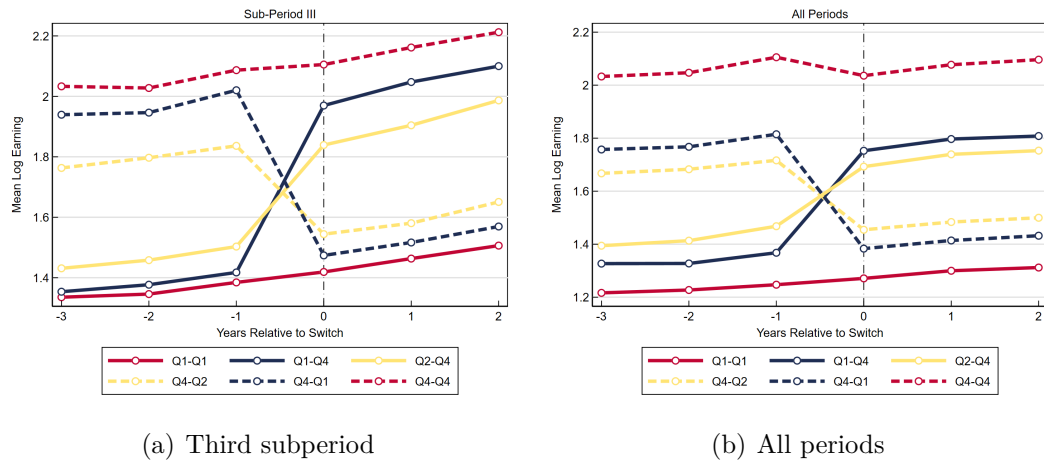 Sub-Period III
2.2
2
1.8
1.6
1.4
Mean Log Earning
-3 -2 -1 0 1 2
Years Relative to Switch
Q1-Q1 Q1-Q4 Q2-Q4
Q4-Q2 Q4-Q1 Q4-Q4
(a) Third subperiod
All Periods
2.2
2
1.8
1.6
1.4
1.2
Mean Log Earning
-3 -2 -1 0 1 2
Years Relative to Switch
Q1-Q1 Q1-Q4 Q2-Q4
Q4-Q2 Q4-Q1 Q4-Q4
(b) All periods